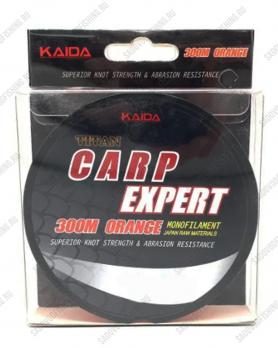 KAIDA
300M ORANGE
SUPERIOR KNOT STRENGTH & ABRASION RESISTANCE
KAIDA
TITAN
CARP
EXPERT
300M ORANGE
MONOFILAMENT
JAPAN RAW MATERIALS
SUPERIOR KNOT STRENGTH & ABRASION RESISTANCE